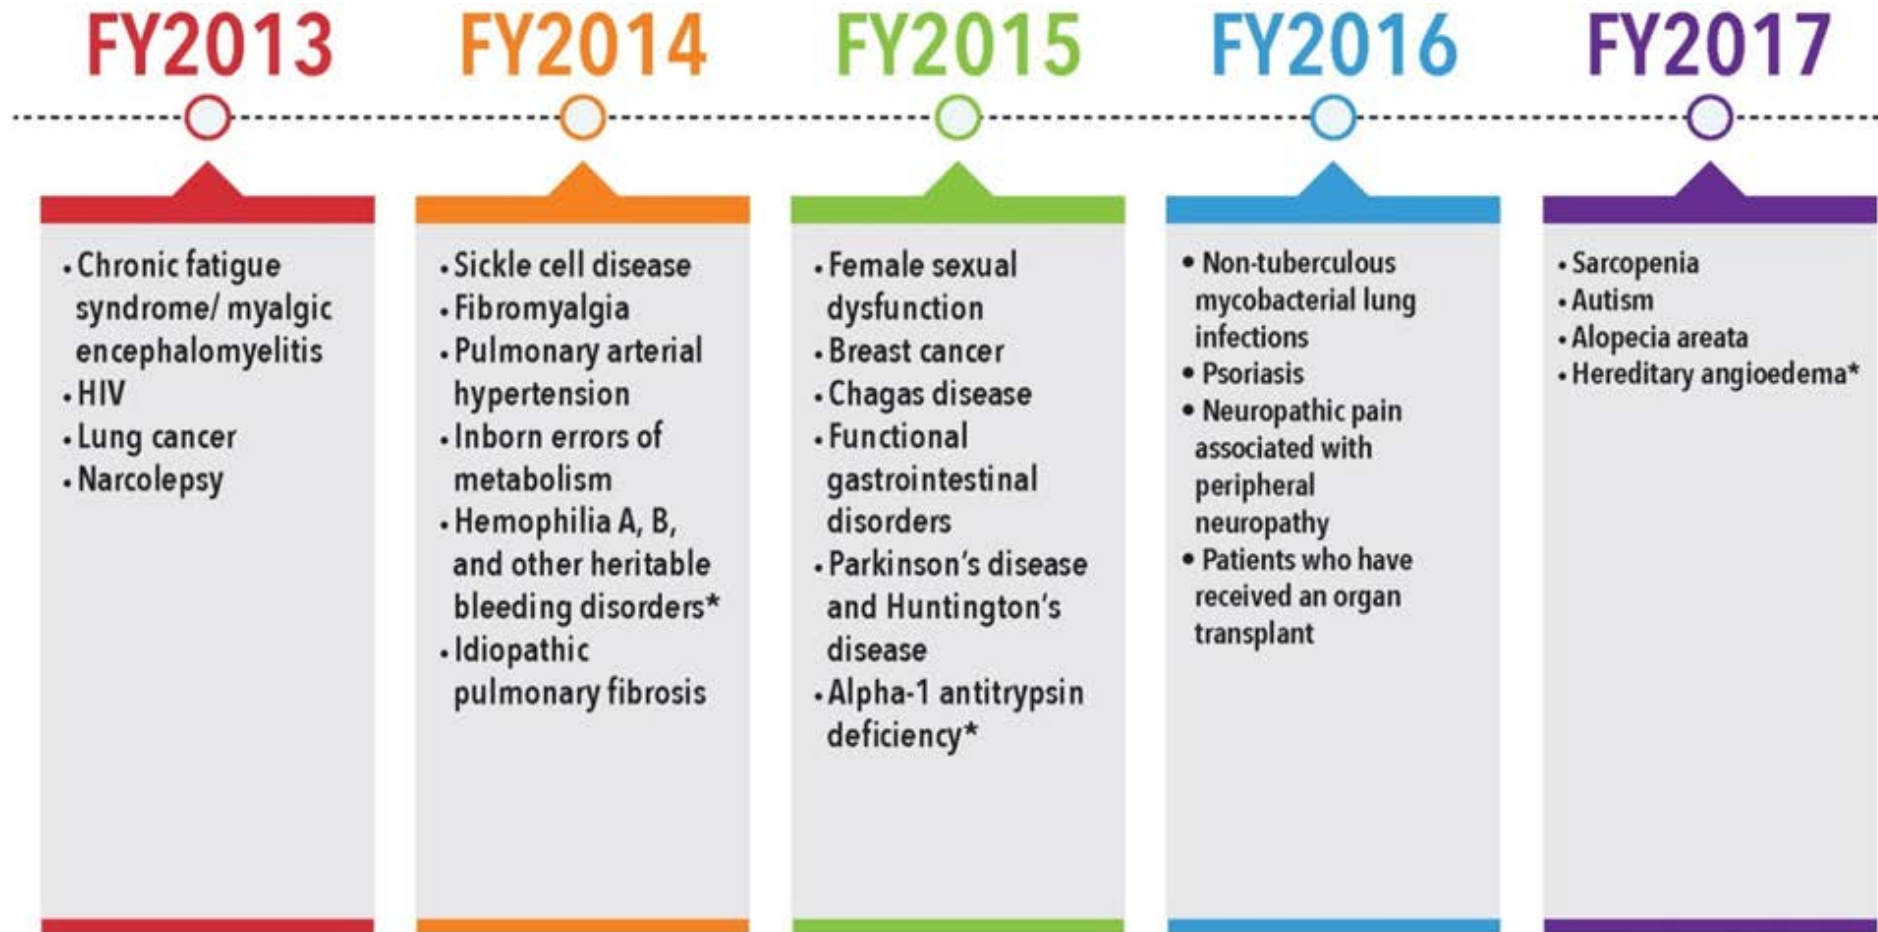 FY2013
FY2014
FY2015
FY2016
FY2017
• Chronic fatigue
syndrome/ myalgic
encephalomyelitis
• HIV
• Lung cancer
• Narcolepsy
• Sickle cell disease
• Fibromyalgia
• Pulmonary arterial
hypertension
• Inborn errors of
metabolism
• Hemophilia A, B,
and other heritable
bleeding disorders*
• Idiopathic
pulmonary fibrosis
• Female sexual
dysfunction
• Breast cancer
• Chagas disease
• Functional
gastrointestinal
disorders
• Parkinson's disease
and Huntington's
disease
• Alpha-1 antitrypsin
deficiency*
• Non-tuberculous
mycobacterial lung
infections
• Psoriasis
• Neuropathic pain
associated with
peripheral
neuropathy
• Patients who have
received an organ
transplant
• Sarcopenia
• Autism
• Alopecia areata
• Hereditary angioedema*